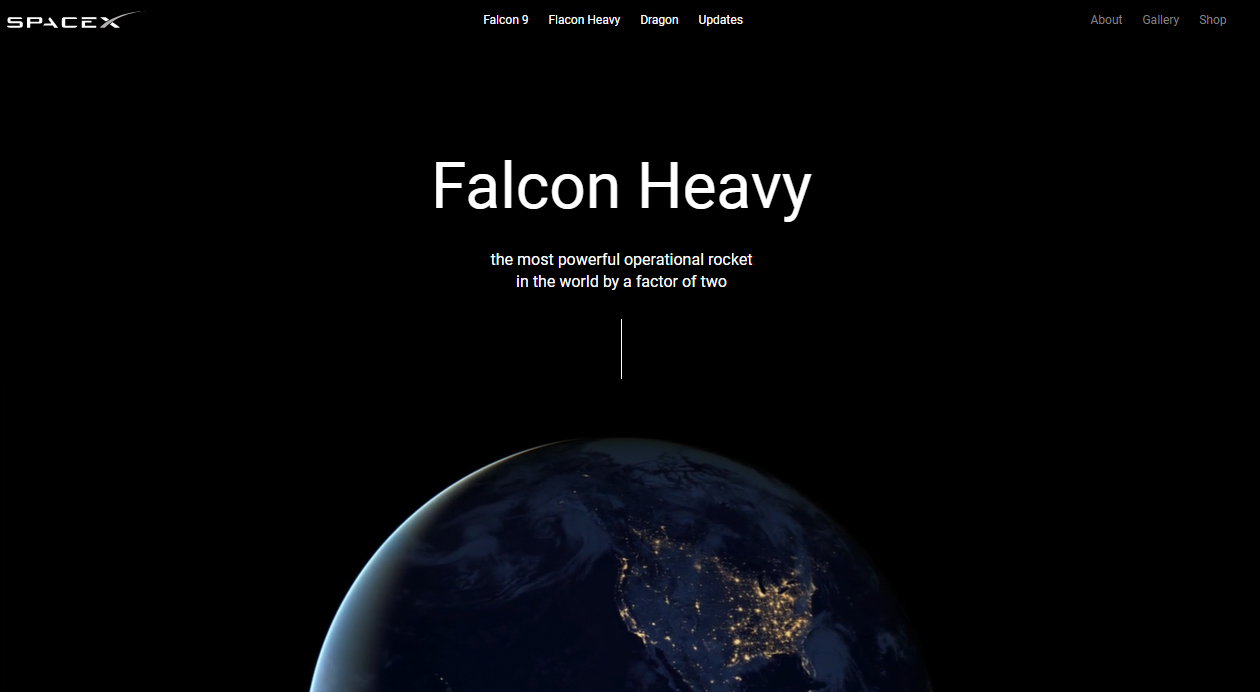 SPACEX
Falcon 9 Flacon Heavy Dragon Updates
About Gallery Shop
Falcon Heavy
the most powerful operational rocket
in the world by a factor of two